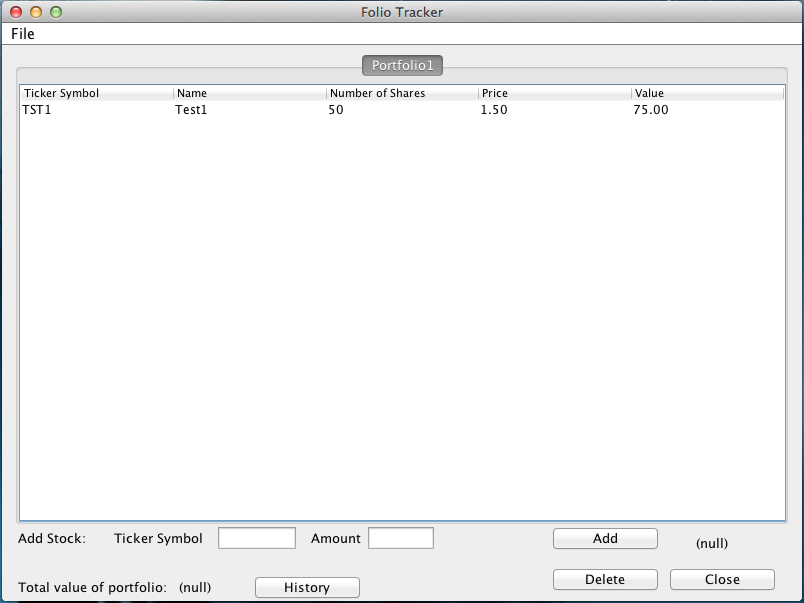 Folio Tracker
File
Portfolio1
Ticker Symbol Name Number of Shares Price Value
TST1 Test1 50 1.50 75.00
Add Stock: Ticker Symbol Amount Add (null)
Total value of portfolio: (null) History Delete Close